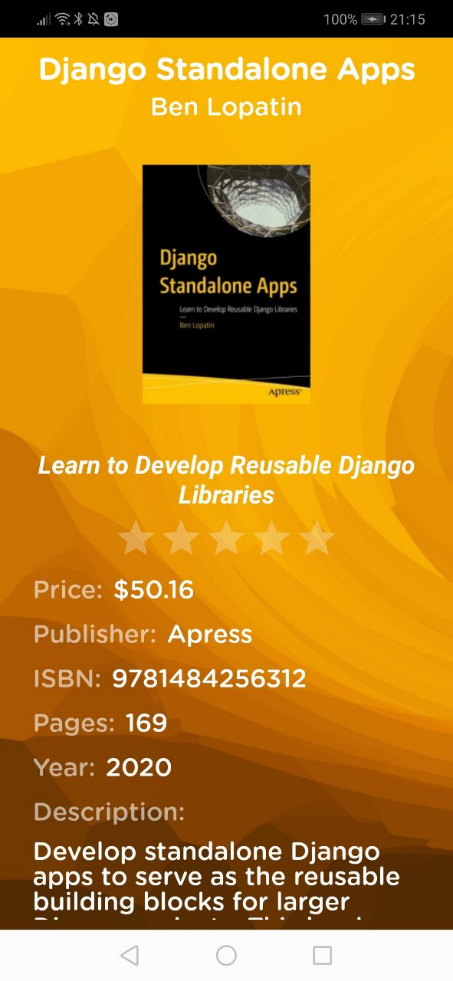 100% 21:15
Django Standalone Apps
Ben Lopatin
Django
Standalone Apps
Learn to Develop Reusable Django Libraries
Ben Lopatin
Apress
Learn to Develop Reusable Django
Libraries
Price: $50.16
Publisher: Apress
ISBN: 9781484256312
Pages: 169
Year: 2020
Description:
Develop standalone Django
apps to serve as the reusable
building blocks for larger